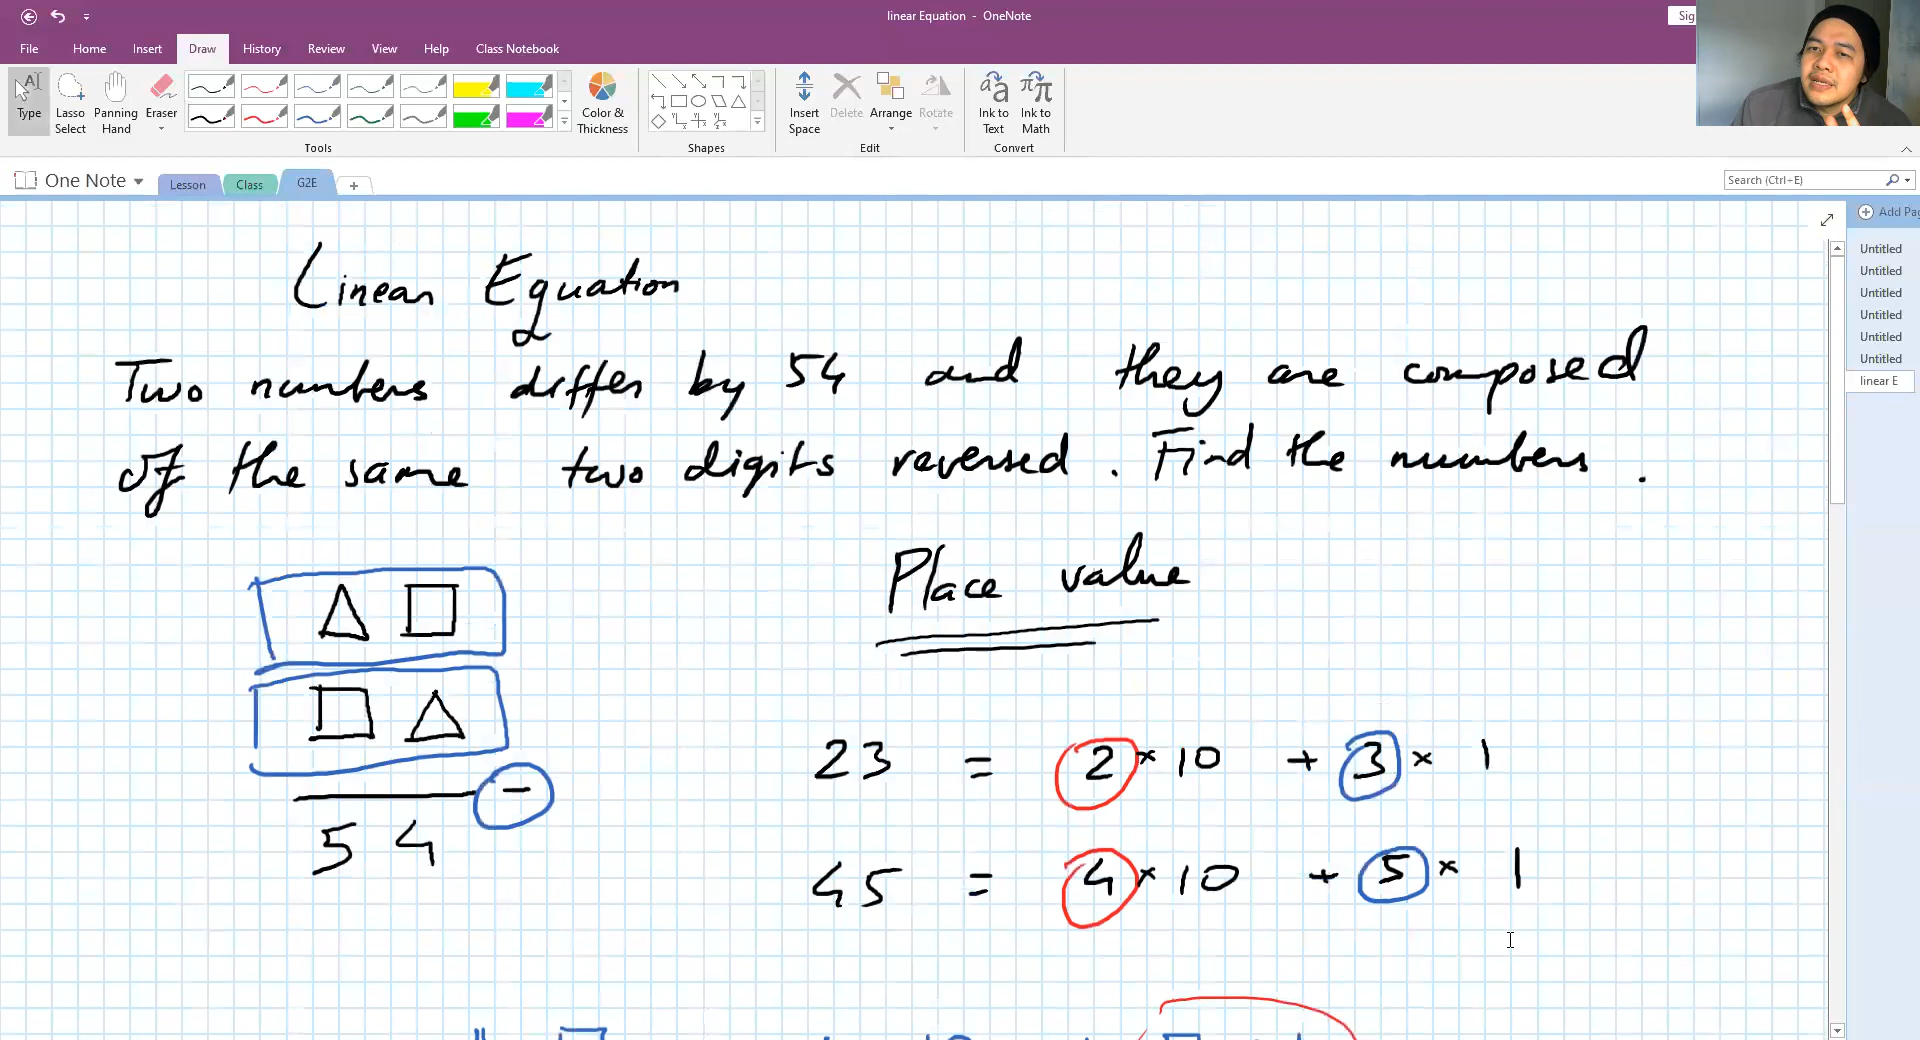 linear Equation - OneNote
Sig
File Home Insert Draw History Review View Help Class Notebook
Type
Lasso Select
Panning Hand
Eraser
Color & Thickness
Insert Space
Delete
Arrange
Rotate
Ink to Text
Ink to Math
Tools Shapes Edit Convert
One Note Lesson Class G2E
Search (Ctrl+E)
Add Pag
Untitled
Untitled
Untitled
Untitled
Untitled
Untitled
linear E
Linear Equation
Two numbers differ by 54 and they are composed
of the same two digits reversed. Find the numbers.
Place value
23 = 2 × 10 + 3 × 1
45 = 4 × 10 + 5 × 1
−
54